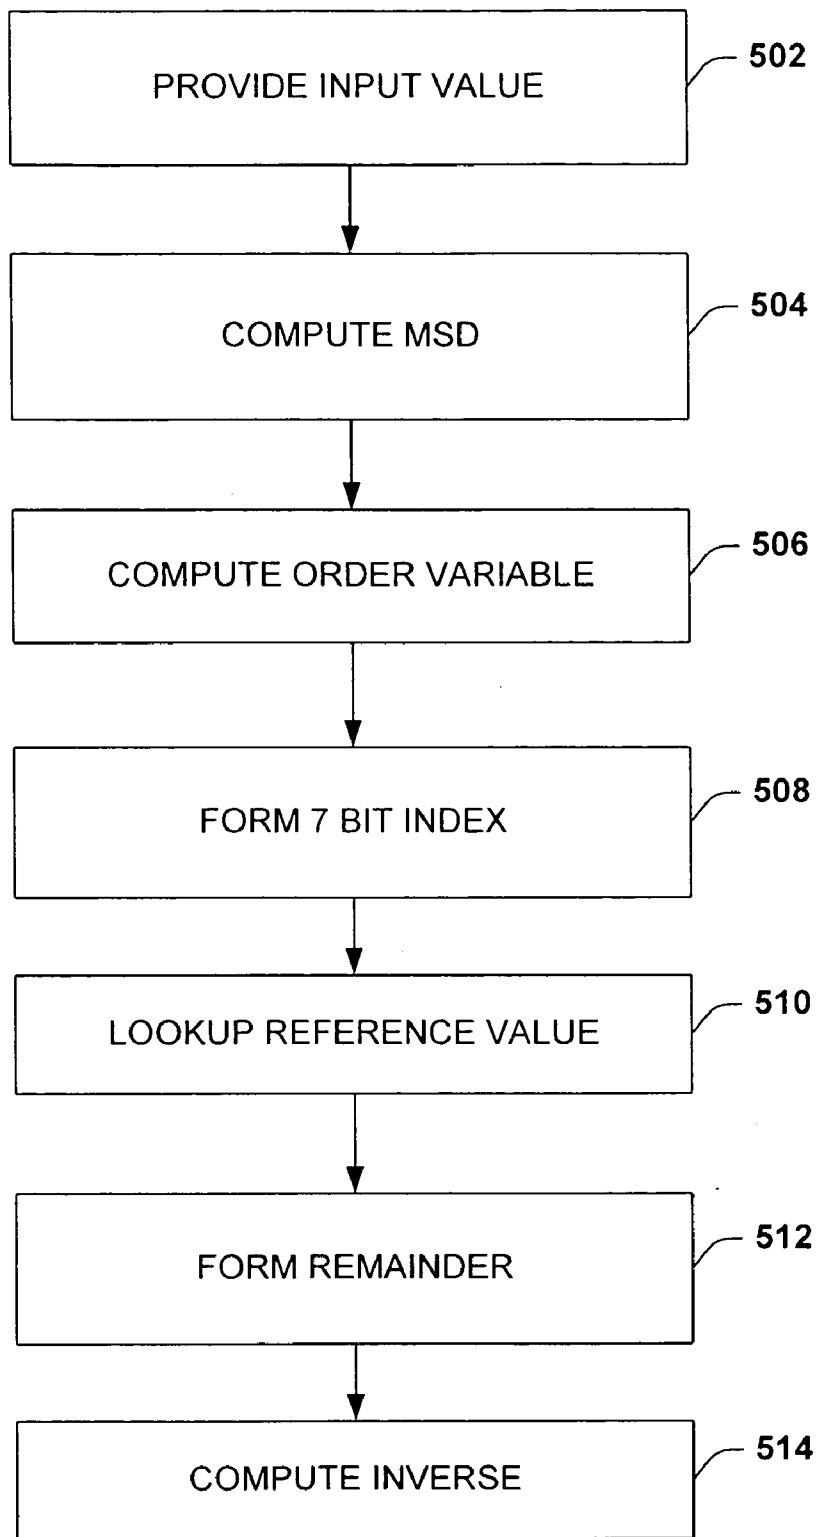 PROVIDE INPUT VALUE
502
COMPUTE MSD
504
COMPUTE ORDER VARIABLE
506
FORM 7 BIT INDEX
508
LOOKUP REFERENCE VALUE
510
FORM REMAINDER
512
COMPUTE INVERSE
514